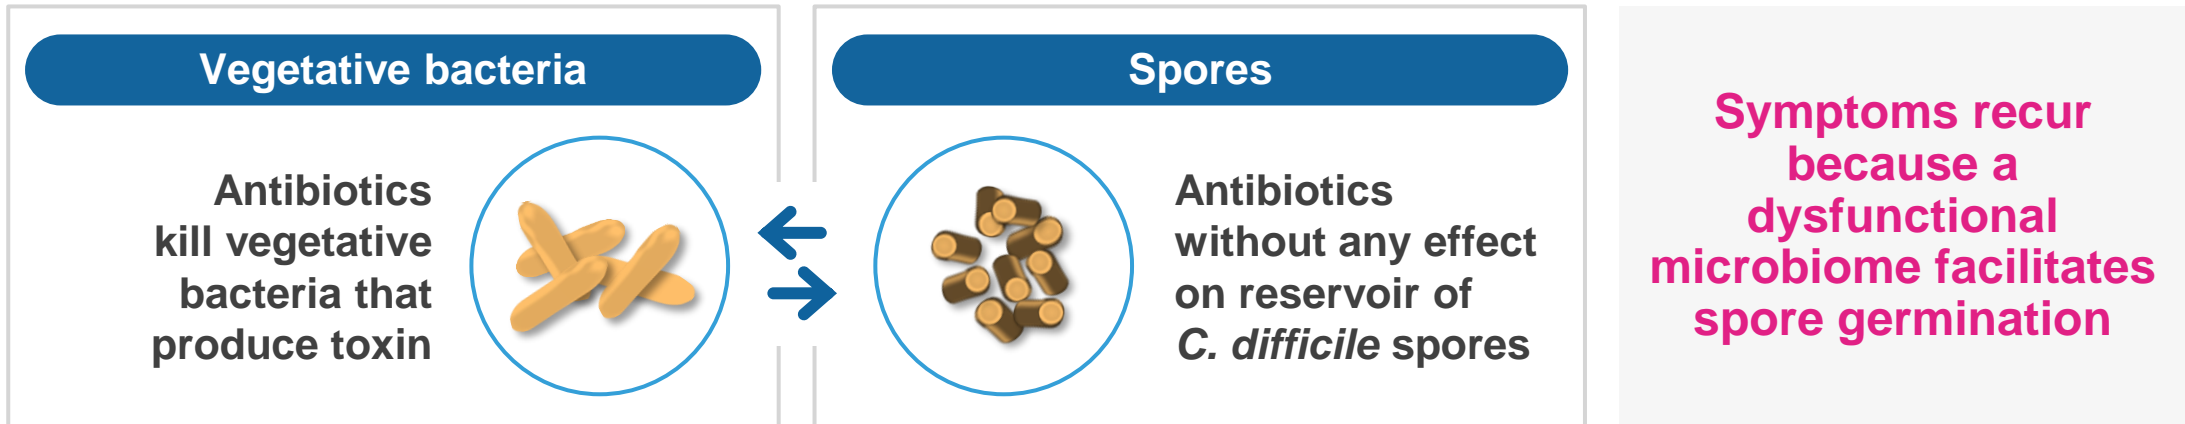 Vegetative bacteria
Antibiotics
kill vegetative
bacteria that
produce toxin
Spores
Antibiotics
without any effect
on reservoir of
C. difficile spores
Symptoms recur
because a
dysfunctional
microbiome facilitates
spore germination